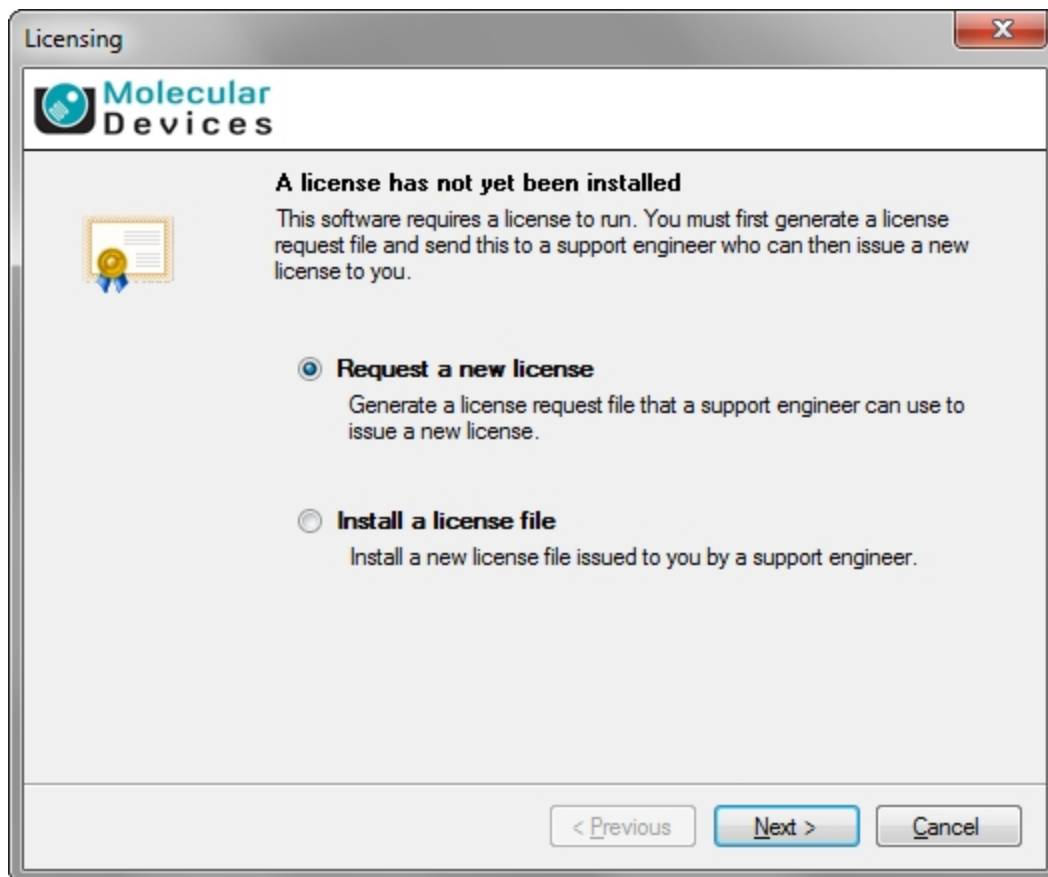 Licensing
Molecular
Devices
A license has not yet been installed
This software requires a license to run. You must first generate a license
request file and send this to a support engineer who can then issue a new
license to you.
Request a new license
Generate a license request file that a support engineer can use to
issue a new license.
Install a license file
Install a new license file issued to you by a support engineer.
< Previous
Next >
Cancel